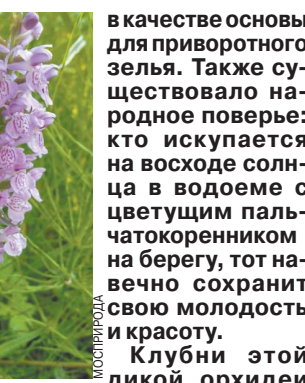 в качестве основы
для приворотного
зелья. Также су-
ществовало на-
родное поверье:
кто искупается
на восходе солн-
ца в водоеме с
цветущим паль-
чатокоренником
на берегу, тот на-
вечно сохранит
свою молодость
и красоту.
Клубни этой
дикой орхидеи
МОСПРИРОДА